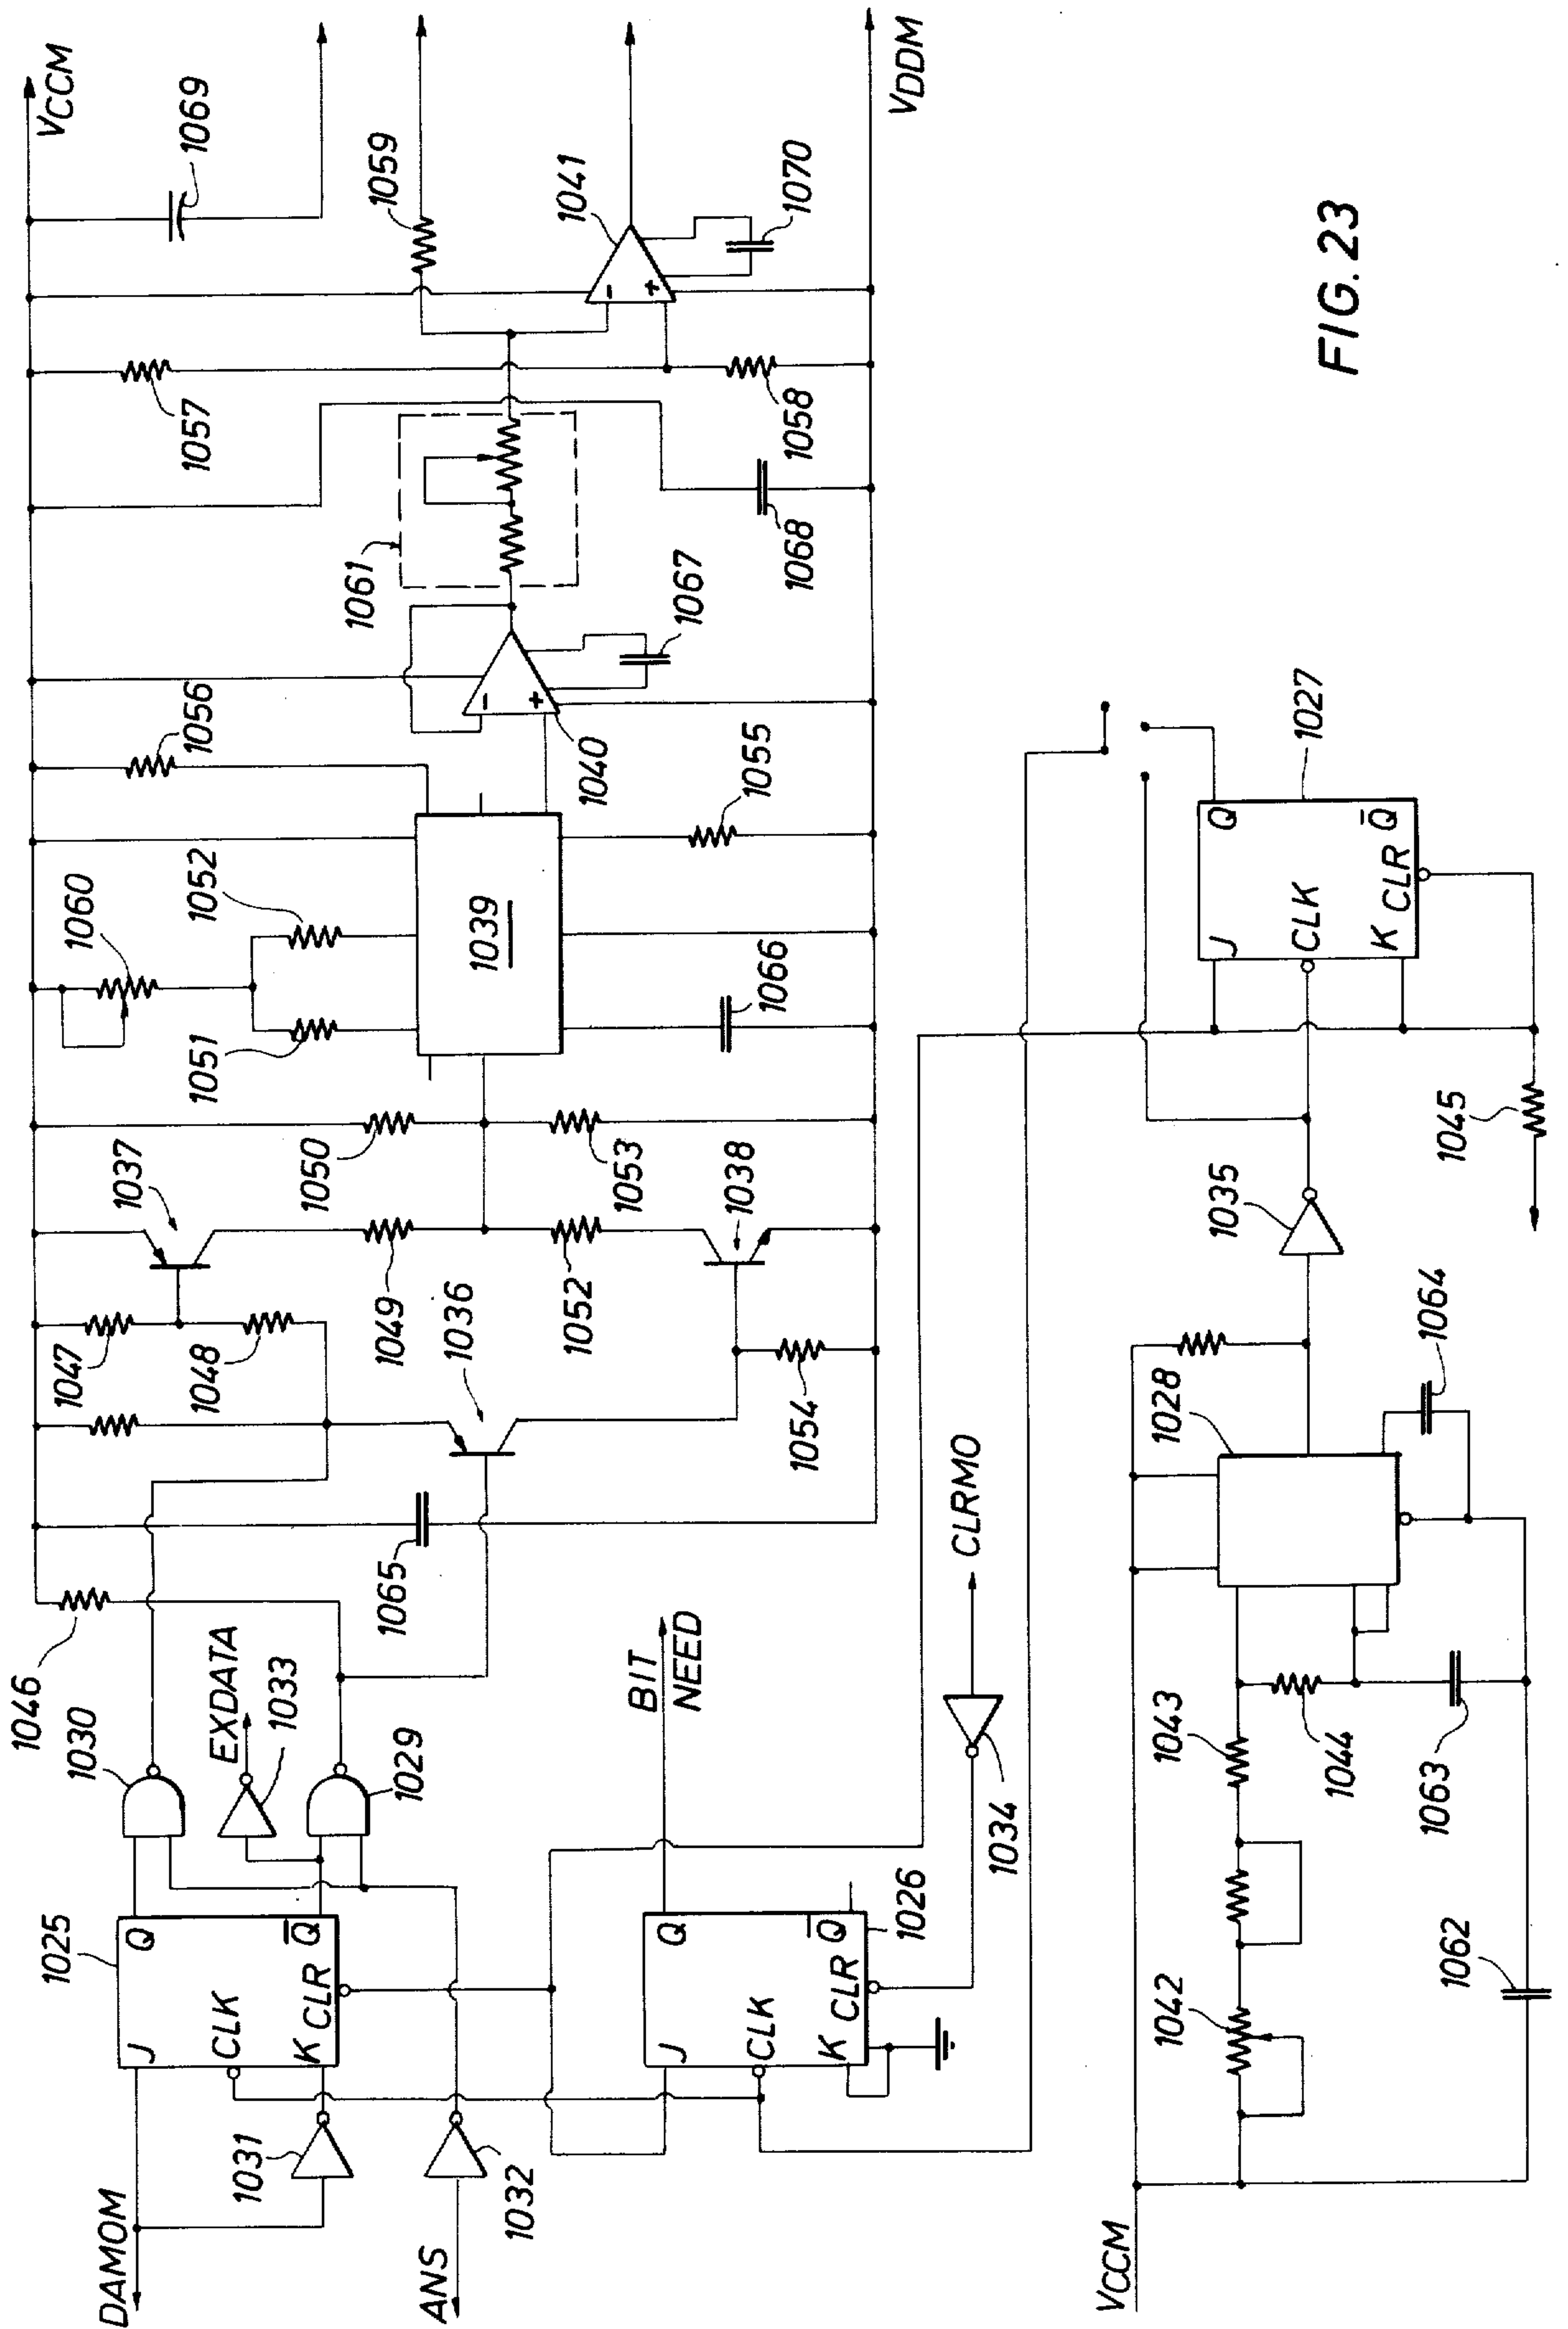 VCCM
1069
1059
1041
1070
VDDM
1057
1058
1061
1068
1067
1056
1040
1055
1060
1052
1051
1039
1066
1050
1053
1037
1038
1049
1052
1047
1048
1036
1054
1065
1046
1030
EXDATA
1033
1029
BIT
NEED
CLRMO
1034
1025
J
Q
CLK
K
Q
CLR
1026
J
Q
CLK
K
Q
CLR
1031
1032
DAMOM
ANS
VCCM
1042
1043
1044
1063
1062
1028
1064
1035
1045
1027
J
Q
CLK
K
Q
CLR
-
+
-
+
FIG. 23